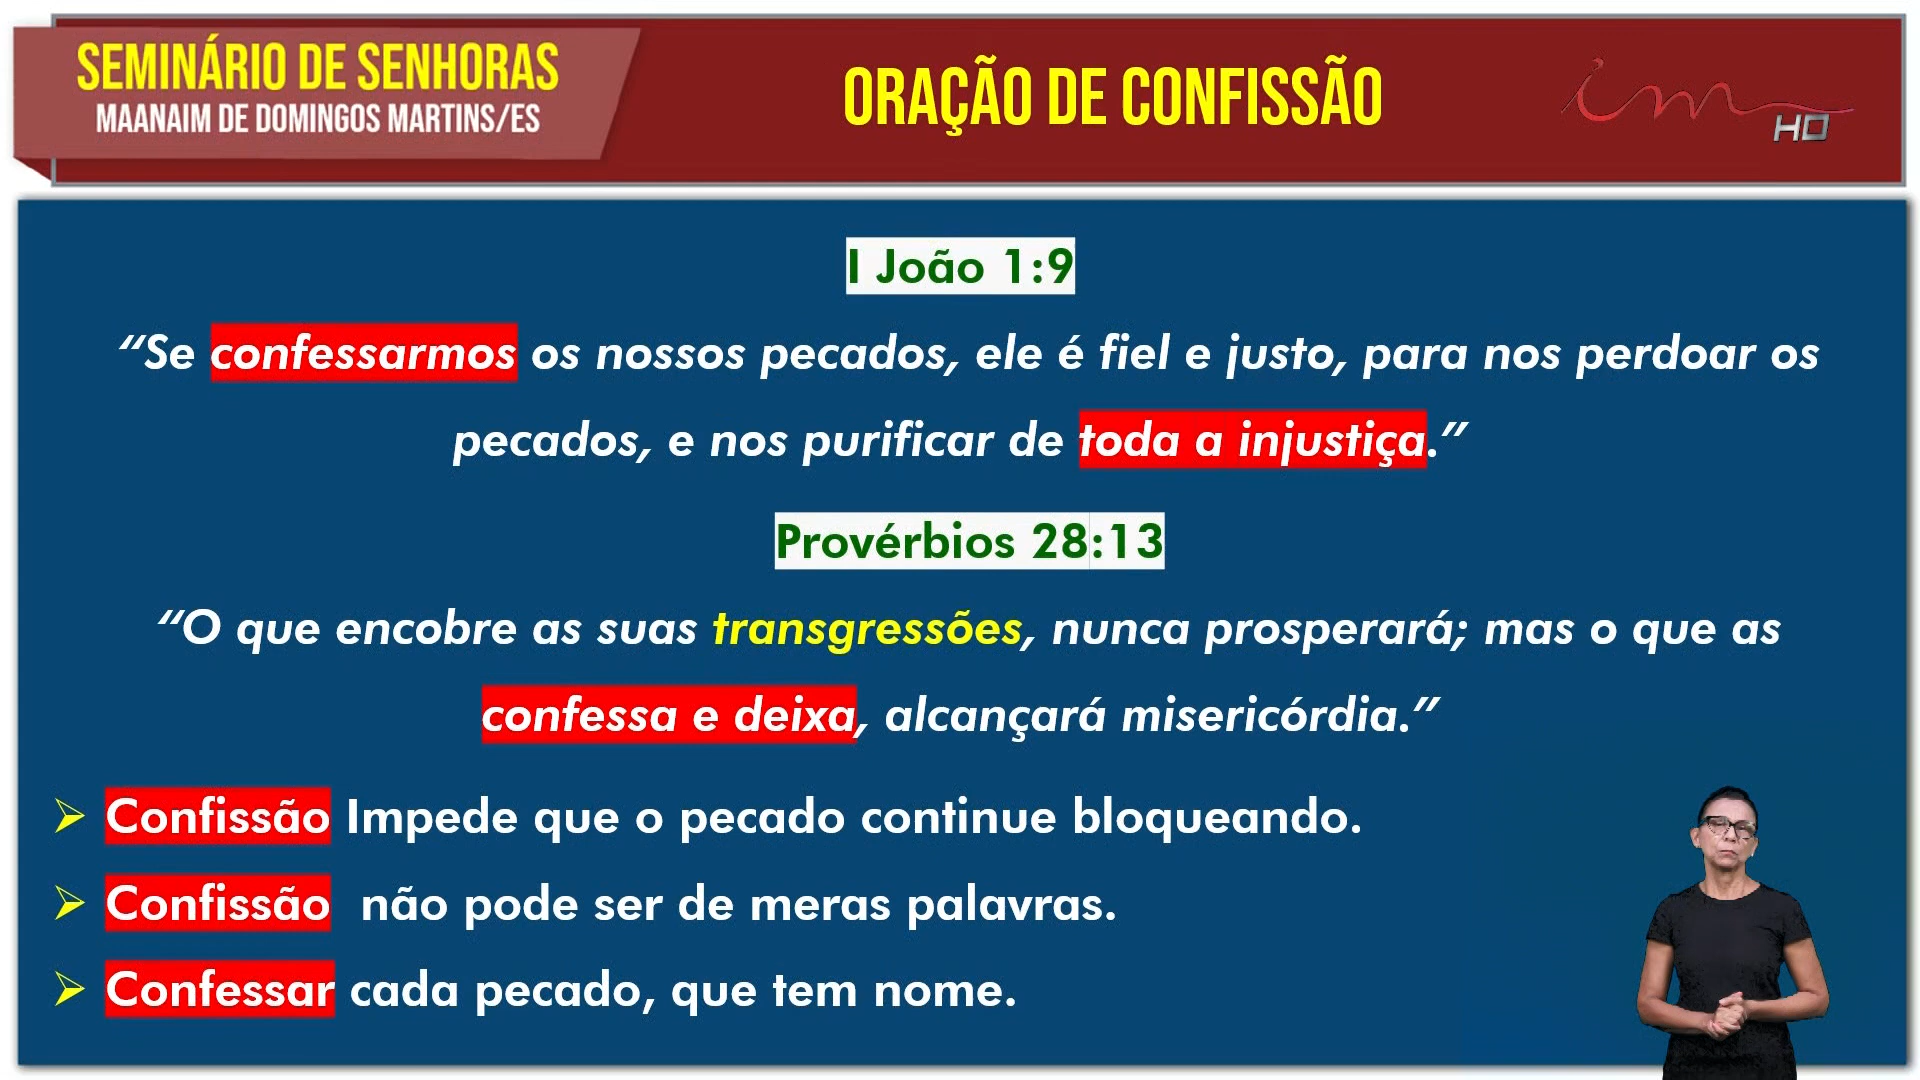 SEMINÁRIO DE SENHORAS
MAANAIM DE DOMINGOS MARTINS/ES
ORAÇÃO DE CONFISSÃO
im
HD
I João 1:9
“Se confessarmos os nossos pecados, ele é fiel e justo, para nos perdoar os
pecados, e nos purificar de toda a injustiça.”
Provérbios 28:13
“O que encobre as suas transgressões, nunca prosperará; mas o que as
confessa e deixa, alcançará misericórdia.”
Confissão Impede que o pecado continue bloqueando.
Confissão não pode ser de meras palavras.
Confessar cada pecado, que tem nome.